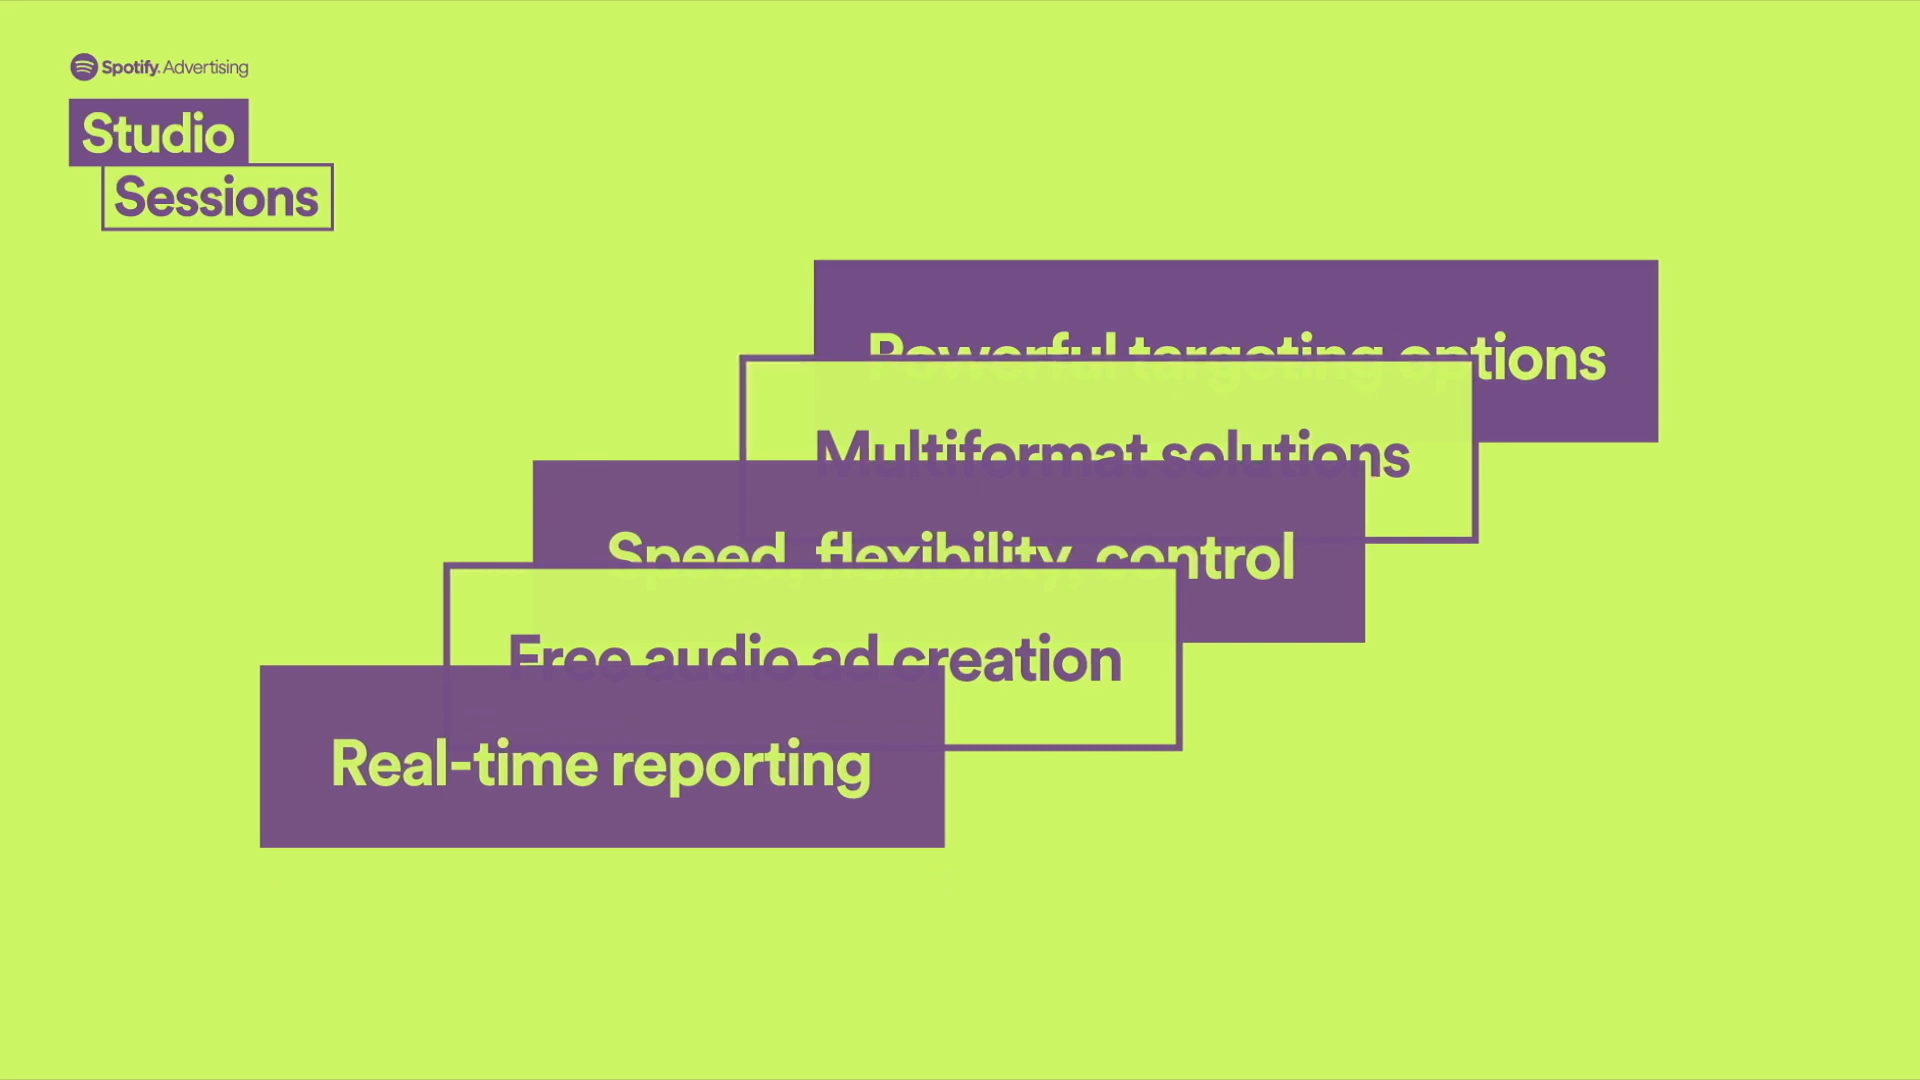 Spotify. Advertising
Studio
Sessions
Powerful targeting options
Multiformat solutions
Speed, flexibility, control
Free audio ad creation
Real-time reporting